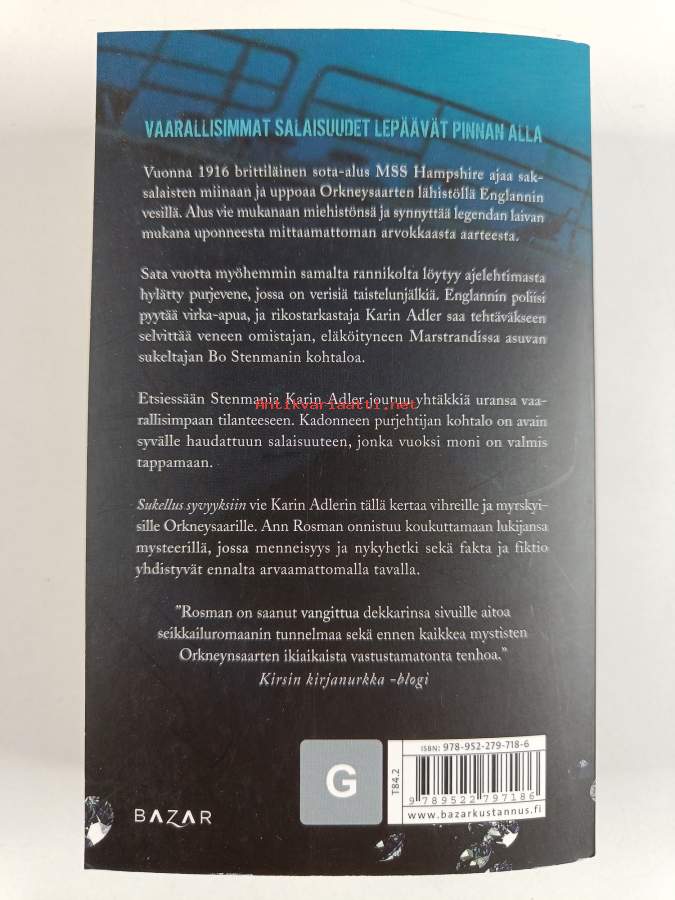 VAARALLISIMMAT SALAISUUDET LEPÄÄVÄT PINNAN ALLA
Vuonna 1916 brittiläinen sota-alus MSS Hampshire ajaa sak-
salaisten miinaan ja uppoaa Orkneysaarten lähistöllä Englannin
vesillä. Alus vie mukanaan miehistönsä ja synnyttää legendan laivan
mukana uponneesta mittaamattoman arvokkaasta aarteesta.
Sata vuotta myöhemmin samalta rannikolta löytyy ajelehtimasta
hylätty purjevene, jossa on verisiä taistelunjälkiä. Englannin poliisi
pyytää virka-apua, ja rikostarkastaja Karin Adler saa tehtäväkseen
selvittää veneen omistajan, eläköityneen Marstrandissa asuvan
sukeltajan Bo Stenmanin kohtaloa.
Etsiessään Stenmania Karin Adler joutuu yhtäkkiä uransa vaa-
rallisimpaan tilanteeseen. Kadonneen purjehtijan kohtalo on avain
syvälle haudattuun salaisuuteen, jonka vuoksi moni on valmis
tappamaan.
Antikvariaatti.net
Sukellus syvyyksiin vie Karin Adlerin tällä kertaa vihreille ja myrskyi-
sille Orkneysaarille. Ann Rosman onnistuu koukuttamaan lukijansa
mysteerillä, jossa menneisyys ja nykyhetki sekä fakta ja fiktio
yhdistyvät ennalta arvaamattomalla tavalla.
”Rosman on saanut vangittua dekkarinsa sivuille aitoa
seikkailuromaanin tunnelmaa sekä ennen kaikkea mystisten
Orkneynsaarten ikiaikaista vastustamatonta tenhoa.”
Kirsin kirjanurkka -blogi
BAZAR
G
T84.2
ISBN: 978-952-279-718-6
9 789522 797186
www.bazarkustannus.fi